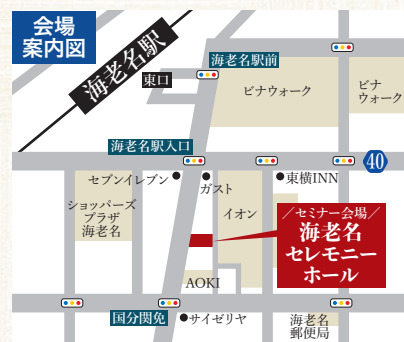 会場
案内図
海老名駅
東口
海老名駅前
ビナウォーク
ビナ
ウォーク
海老名駅入口
40
セブンイレブン
ガスト
東横INN
ショッパーズ
プラザ
海老名
イオン
／セミナー会場／
海老名
セレモニー
ホール
AOKI
国分関免
サイゼリヤ
海老名
郵便局